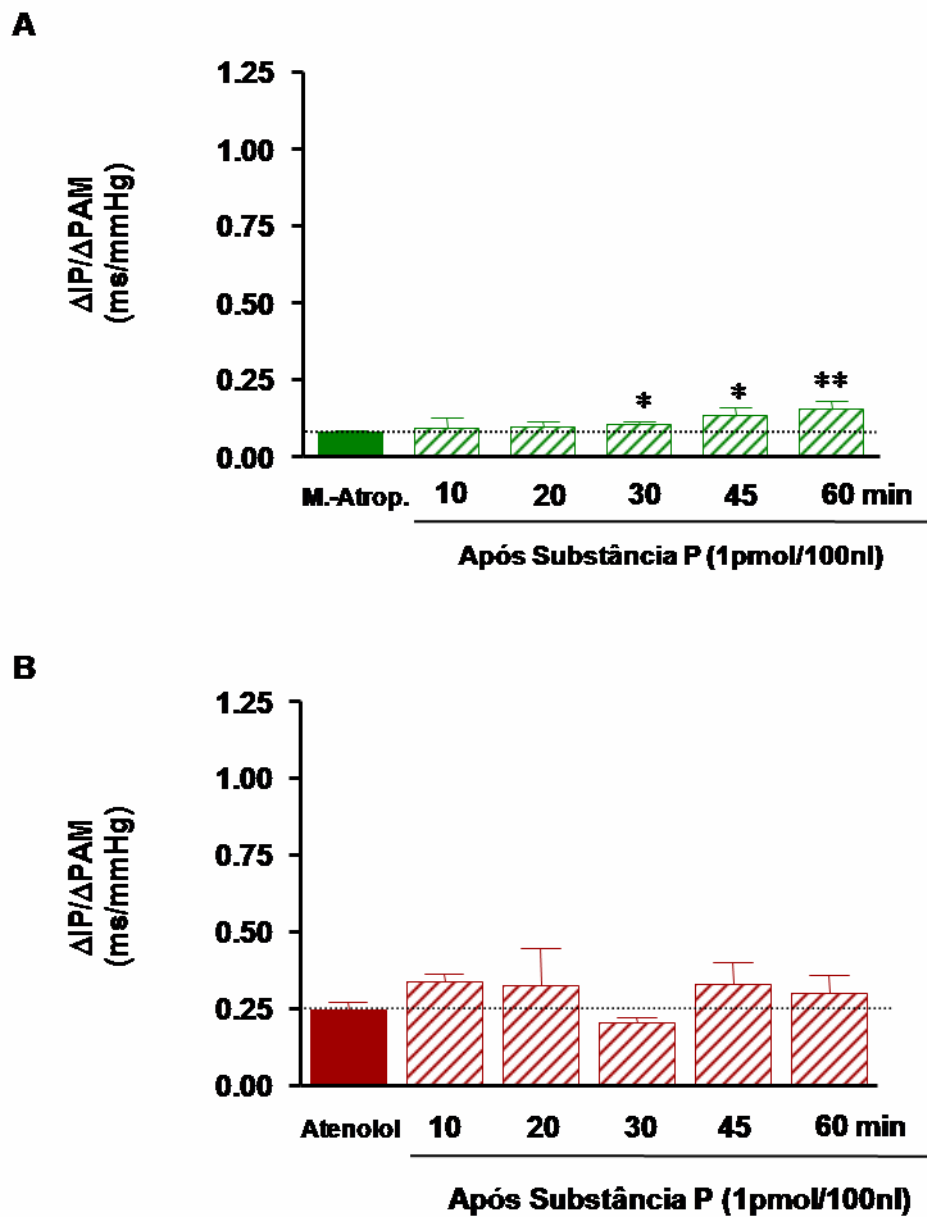 A
1.25
1.00
0.75
0.50
0.25
0.00
ΔIP/ΔPAM
(ms/mmHg)
* * **
M.-Atrop. 10 20 30 45 60 min
Após Substância P (1pmol/100nl)
B
1.25
1.00
0.75
0.50
0.25
0.00
ΔIP/ΔPAM
(ms/mmHg)
Atenolol 10 20 30 45 60 min
Após Substância P (1pmol/100nl)